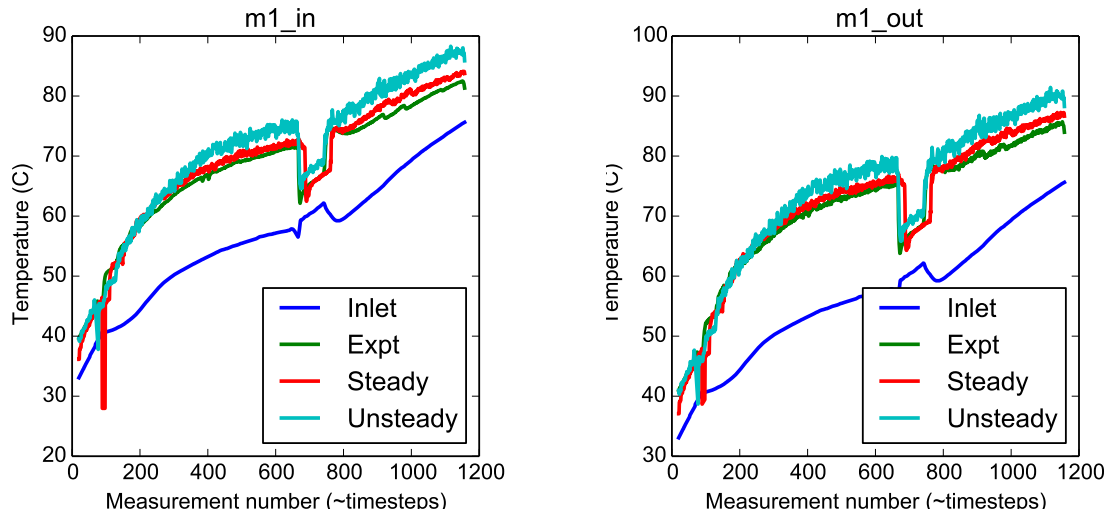 m1_in
90
80
70
60
50
40
30
20
Temperature (C)
Inlet
Expt
Steady
Unsteady
0 200 400 600 800 1000 1200
Measurement number (~timesteps)
m1_out
100
90
80
70
60
50
40
30
Temperature (C)
Inlet
Expt
Steady
Unsteady
0 200 400 600 800 1000 1200
Measurement number (~timesteps)